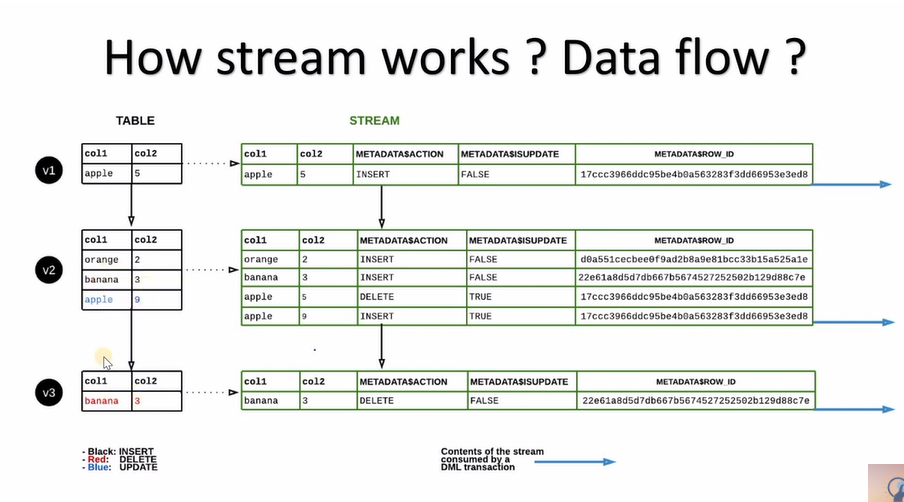 How stream works ? Data flow ?
TABLE STREAM
v1
col1 col2
apple 5
col1 col2 METADATA$ACTION METADATA$ISUPDATE METADATA$ROW_ID
apple 5 INSERT FALSE 17ccc3966ddc95be4b0a563283f3dd66953e3ed8
v2
col1 col2
orange 2
banana 3
apple 9
col1 col2 METADATA$ACTION METADATA$ISUPDATE METADATA$ROW_ID
orange 2 INSERT FALSE d0a551cecbee0f9ad2b8a9e81bcc33b15a525a1e
banana 3 INSERT FALSE 22e61a8d5d7db667b5674527252502b129d88c7e
apple 5 DELETE TRUE 17ccc3966ddc95be4b0a563283f3dd66953e3ed8
apple 9 INSERT TRUE 17ccc3966ddc95be4b0a563283f3dd66953e3ed8
v3
col1 col2
banana 3
col1 col2 METADATA$ACTION METADATA$ISUPDATE METADATA$ROW_ID
banana 3 DELETE FALSE 22e61a8d5d7db667b5674527252502b129d88c7e
- Black: INSERT
- Red: DELETE
- Blue: UPDATE
Contents of the stream
consumed by a
DML transaction